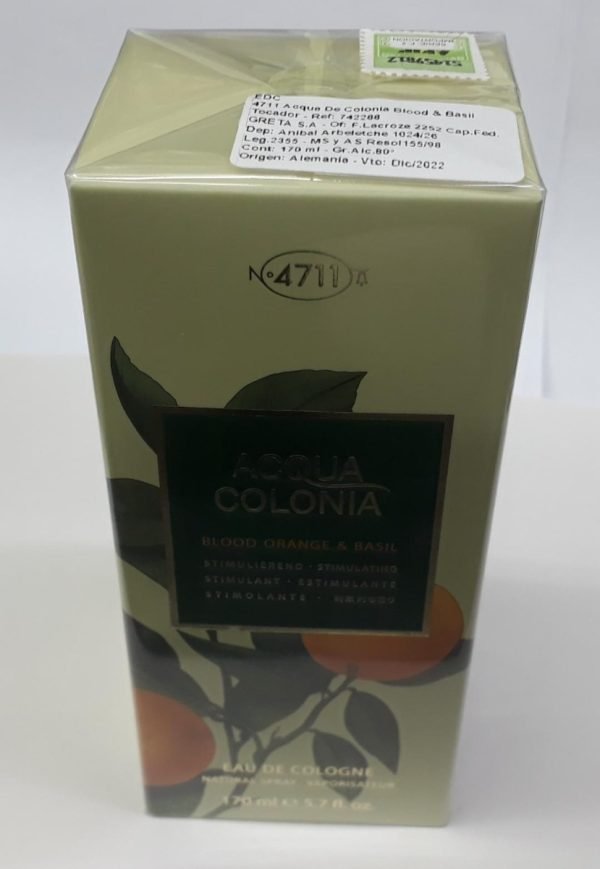 51457812
EDC
4711 Acqua De Colonia Blood & Basil
Tocador - Ref: 742288
GRETA S.A - Of: F.Lacroze 2252 Cap.Fed.
Dep: Anibal Arbeletche 1024/26
Leg.2355 - MS y AS Resol155/98
Cont: 170 ml - Gr.Alc.80°
Origen: Alemania - Vto: Dic/2022
Nº4711
ACQUA
COLONIA
BLOOD ORANGE & BASIL
STIMULIEREND · STIMULATING
STIMULANT · ESTIMULANTE
STIMOLANTE ·
EAU DE COLOGNE
NATURAL SPRAY · VAPORISATEUR
170 ml e 5.7 fl. oz.